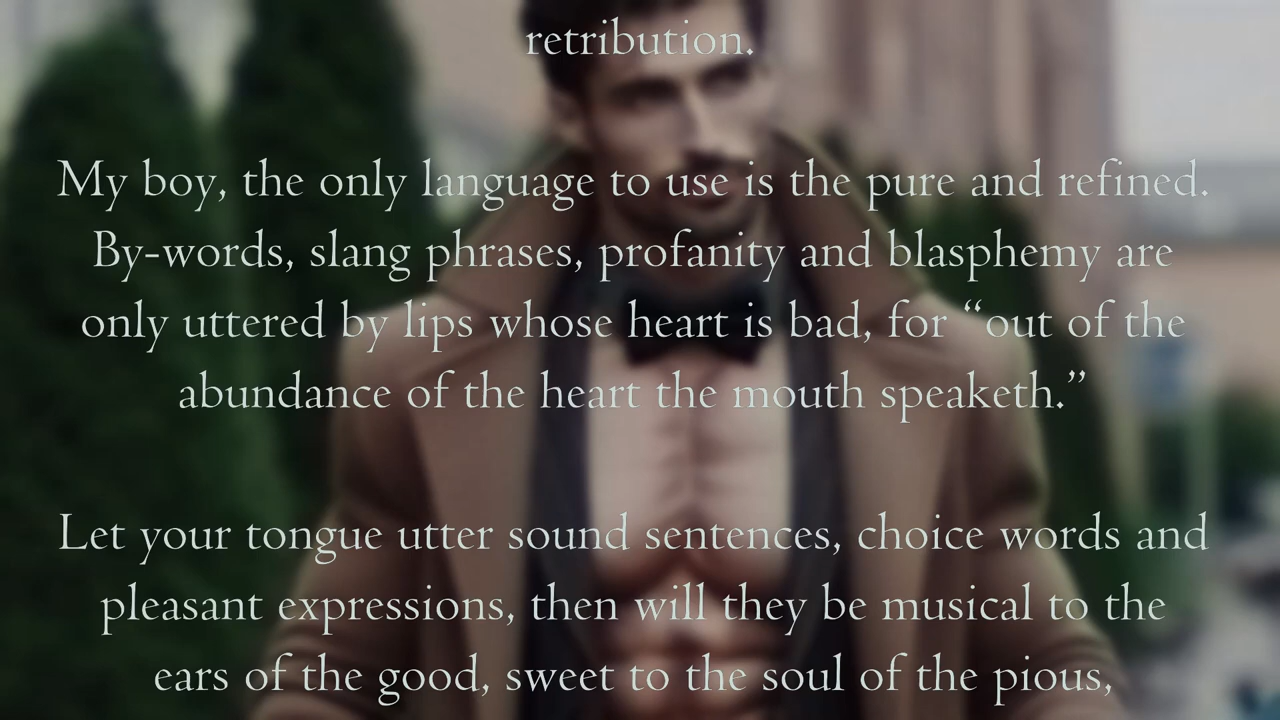 retribution.
My boy, the only language to use is the pure and refined.
By-words, slang phrases, profanity and blasphemy are
only uttered by lips whose heart is bad, for “out of the
abundance of the heart the mouth speaketh.”
Let your tongue utter sound sentences, choice words and
pleasant expressions, then will they be musical to the
ears of the good, sweet to the soul of the pious,